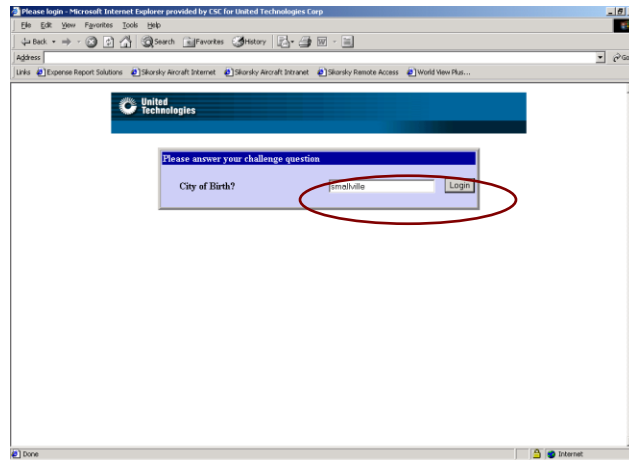 Please login - Microsoft Internet Explorer provided by CSC for United Technologies Corp
File Edit View Favorites Tools Help
Back Search Favorites History
Address Go
Links Expense Report Solutions Sikorsky Aircraft Internet Sikorsky Aircraft Intranet Sikorsky Remote Access World View Plus...
United
Technologies
Please answer your challenge question
City of Birth? smallville Login
Done Internet